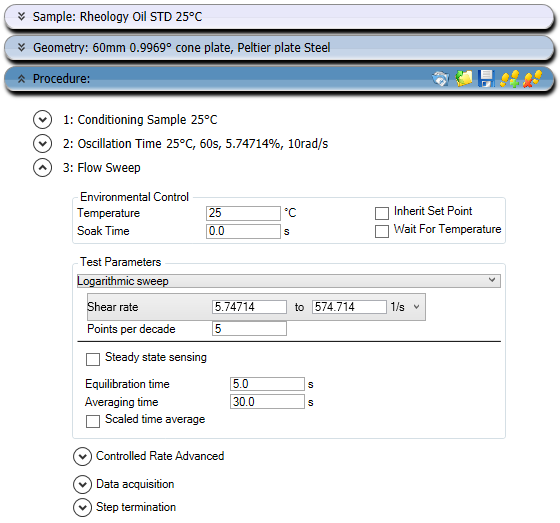 Sample: Rheology Oil STD 25°C
Geometry: 60mm 0.9969° cone plate, Peltier plate Steel
Procedure:
1: Conditioning Sample 25°C
2: Oscillation Time 25°C, 60s, 5.74714%, 10rad/s
3: Flow Sweep
Environmental Control
Temperature 25 °C Inherit Set Point
Soak Time 0.0 s Wait For Temperature
Test Parameters
Logarithmic sweep
Shear rate 5.74714 to 574.714 1/s
Points per decade 5
Steady state sensing
Equilibration time 5.0 s
Averaging time 30.0 s
Scaled time average
Controlled Rate Advanced
Data acquisition
Step termination